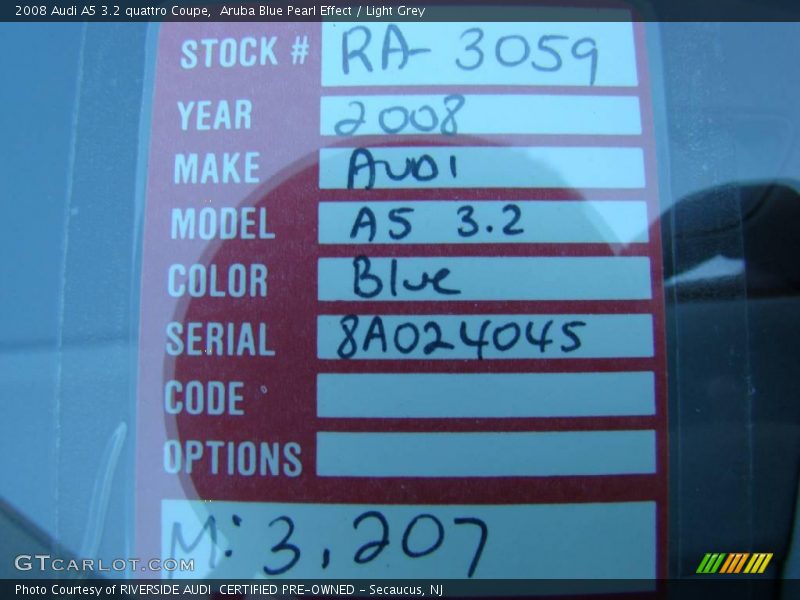 2008 Audi A5 3.2 quattro Coupe,  Aruba Blue Pearl Effect / Light Grey
STOCK # RA-3059
YEAR 2008
MAKE AUDI
MODEL A5 3.2
COLOR Blue
SERIAL 8A024045
CODE
OPTIONS
M: 3,207
GTCARLOT.COM
Photo Courtesy of RIVERSIDE AUDI  CERTIFIED PRE-OWNED - Secaucus, NJ